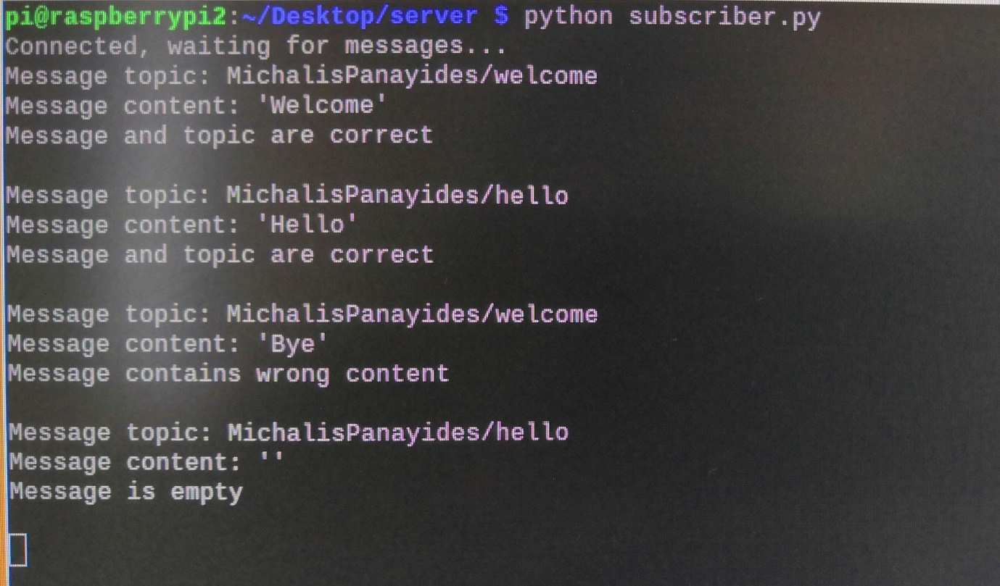 pi@raspberrypi2:~/Desktop/server $ python subscriber.py
Connected, waiting for messages...
Message topic: MichalisPanayides/welcome
Message content: 'Welcome'
Message and topic are correct
Message topic: MichalisPanayides/hello
Message content: 'Hello'
Message and topic are correct
Message topic: MichalisPanayides/welcome
Message content: 'Bye'
Message contains wrong content
Message topic: MichalisPanayides/hello
Message content: ''
Message is empty